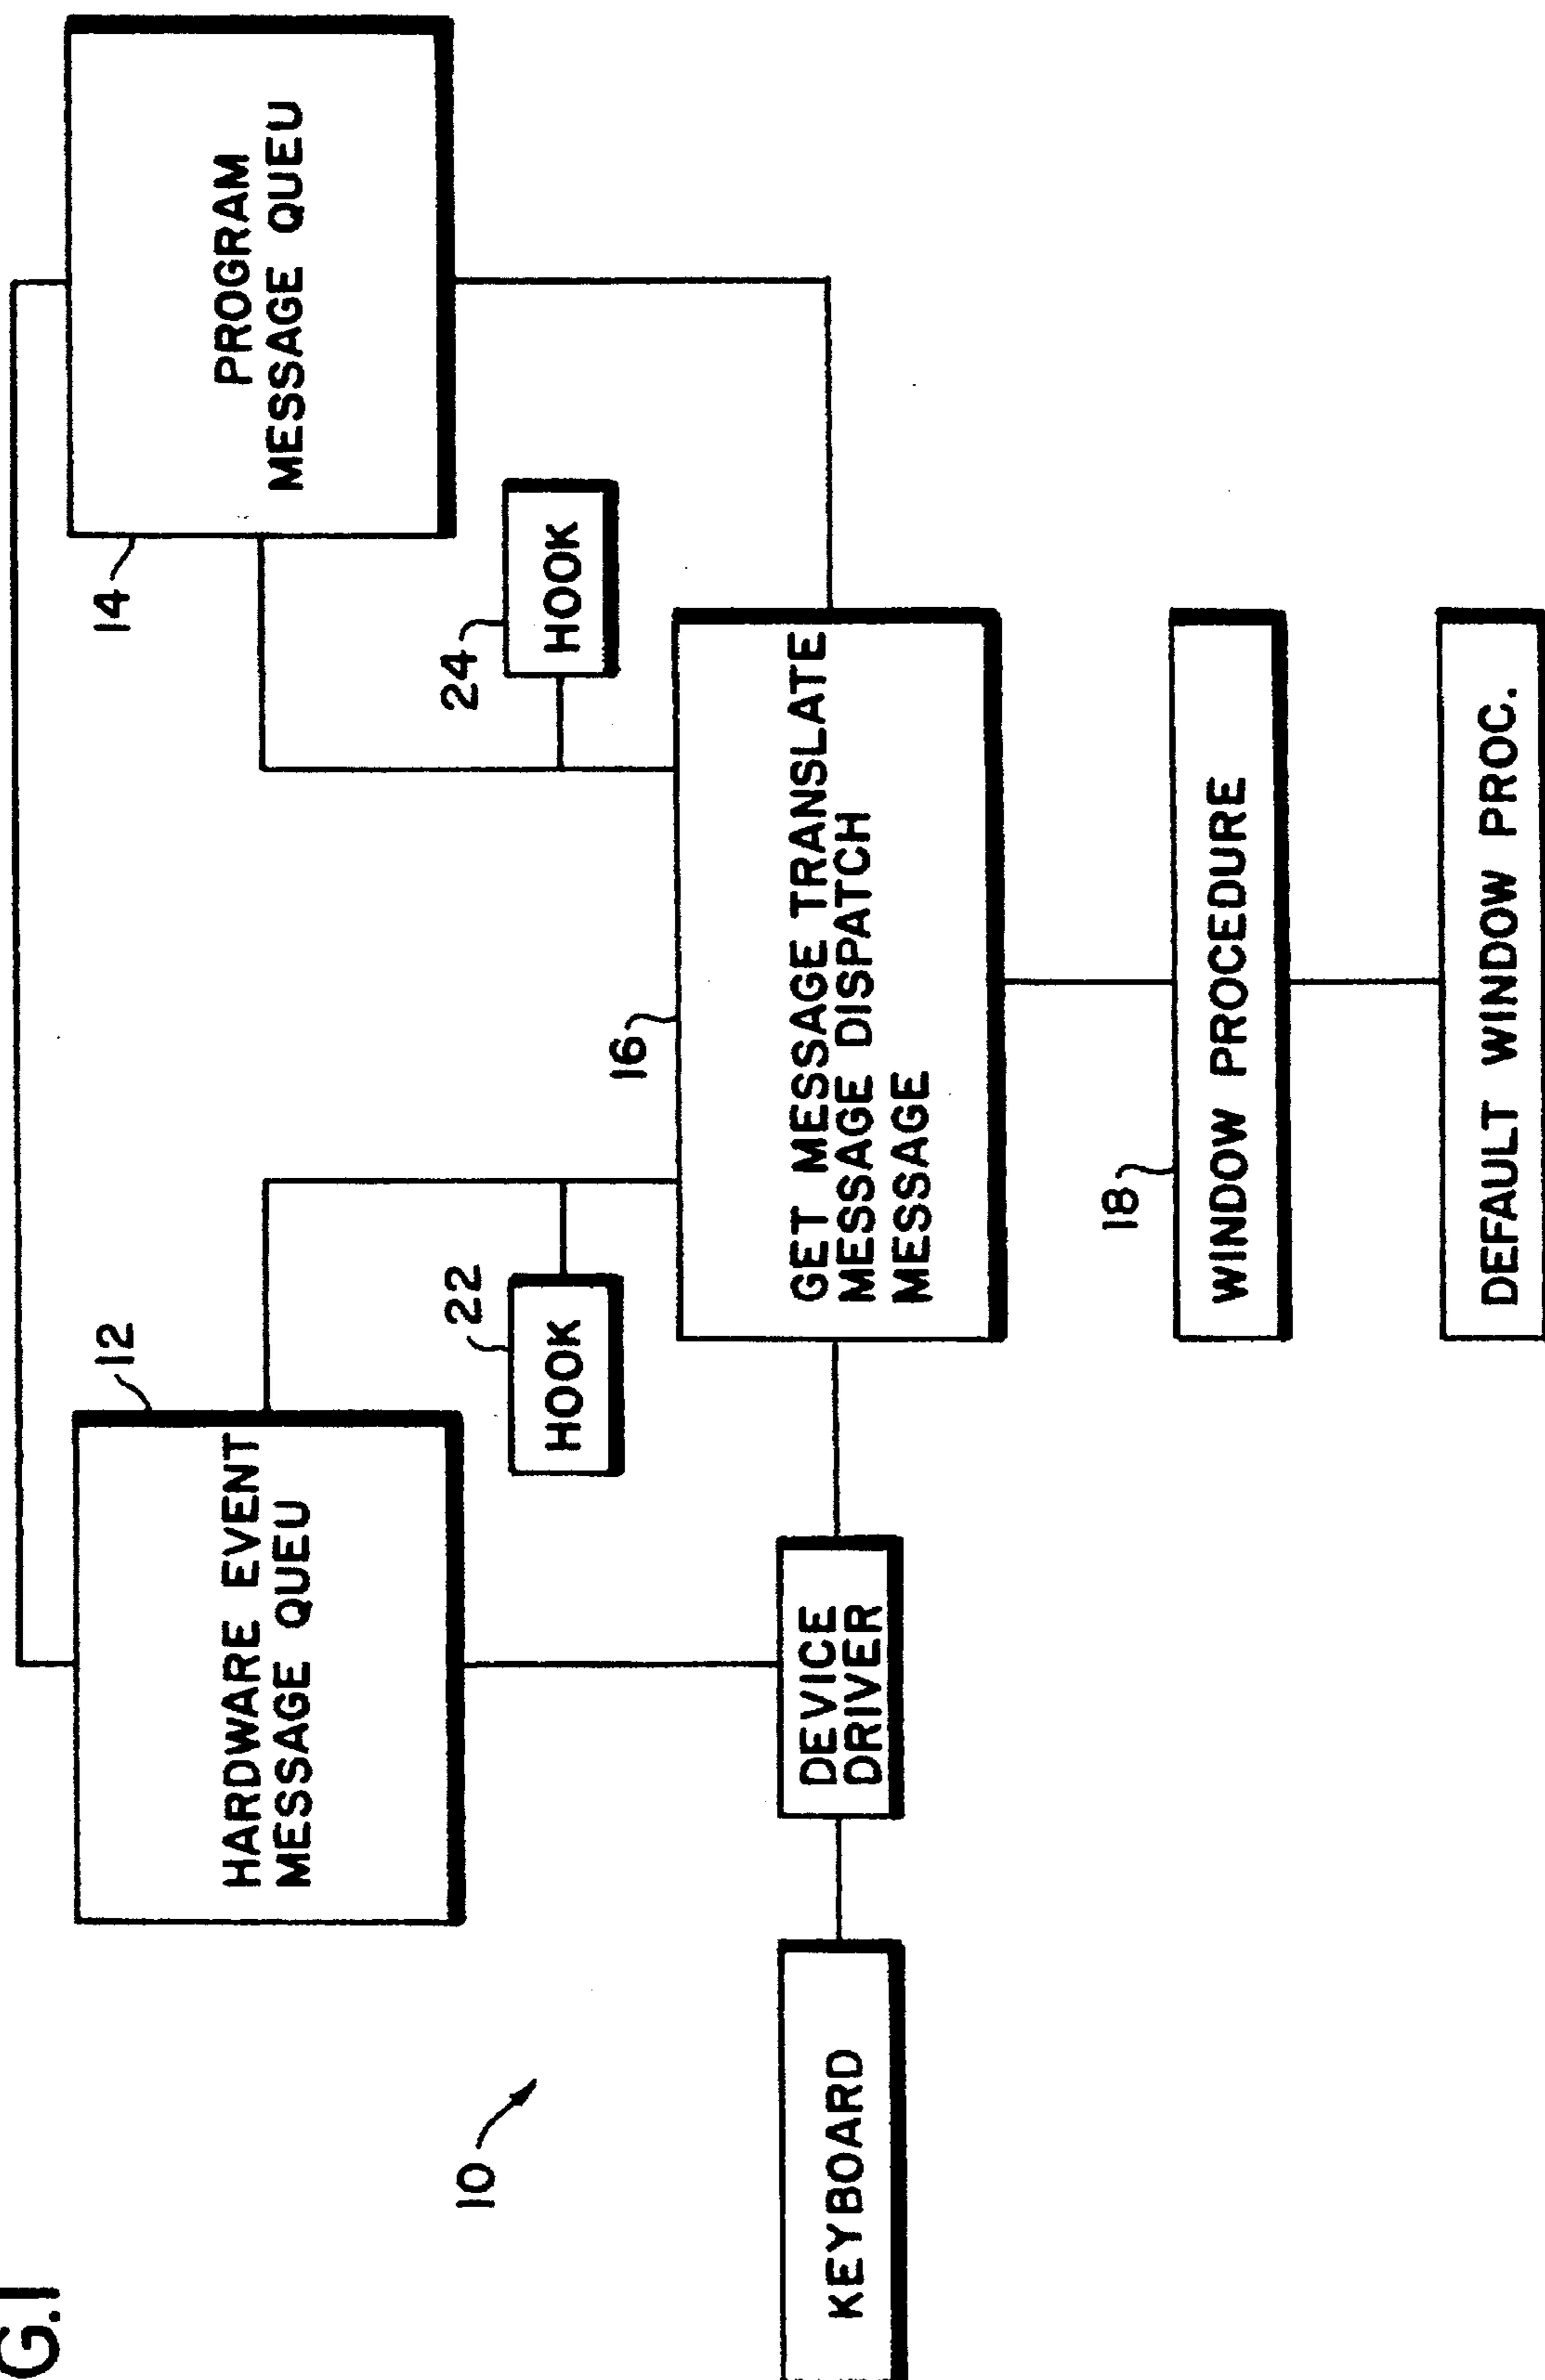 G.1
12
HARDWARE EVENT
MESSAGE QUEU
14
PROGRAM
MESSAGE QUEU
10
22
HOOK
24
HOOK
16
GET MESSAGE TRANSLATE
MESSAGE DISPATCH
MESSAGE
KEYBOARD
DEVICE
DRIVER
18
WINDOW PROCEDURE
DEFAULT WINDOW PROC.